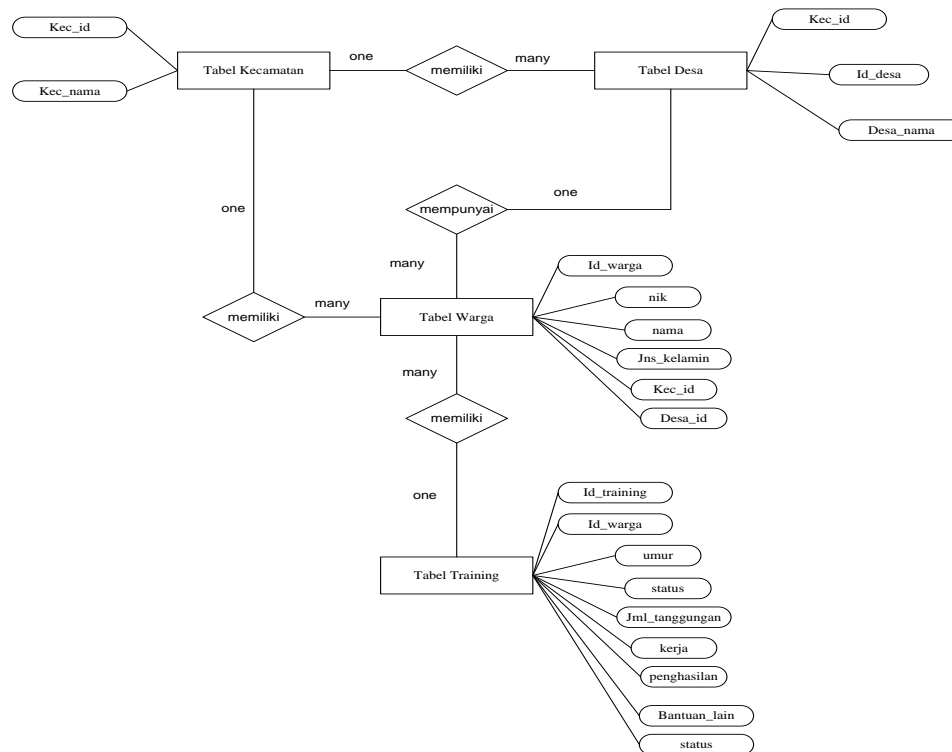 Kec_id
Kec_nama
Tabel Kecamatan
one
memiliki
many
Tabel Desa
Kec_id
Id_desa
Desa_nama
one
mempunyai
one
many
memiliki
many
Tabel Warga
Id_warga
nik
nama
Jns_kelamin
Kec_id
Desa_id
many
memiliki
one
Tabel Training
Id_training
Id_warga
umur
status
Jml_tanggungan
kerja
penghasilan
Bantuan_lain
status